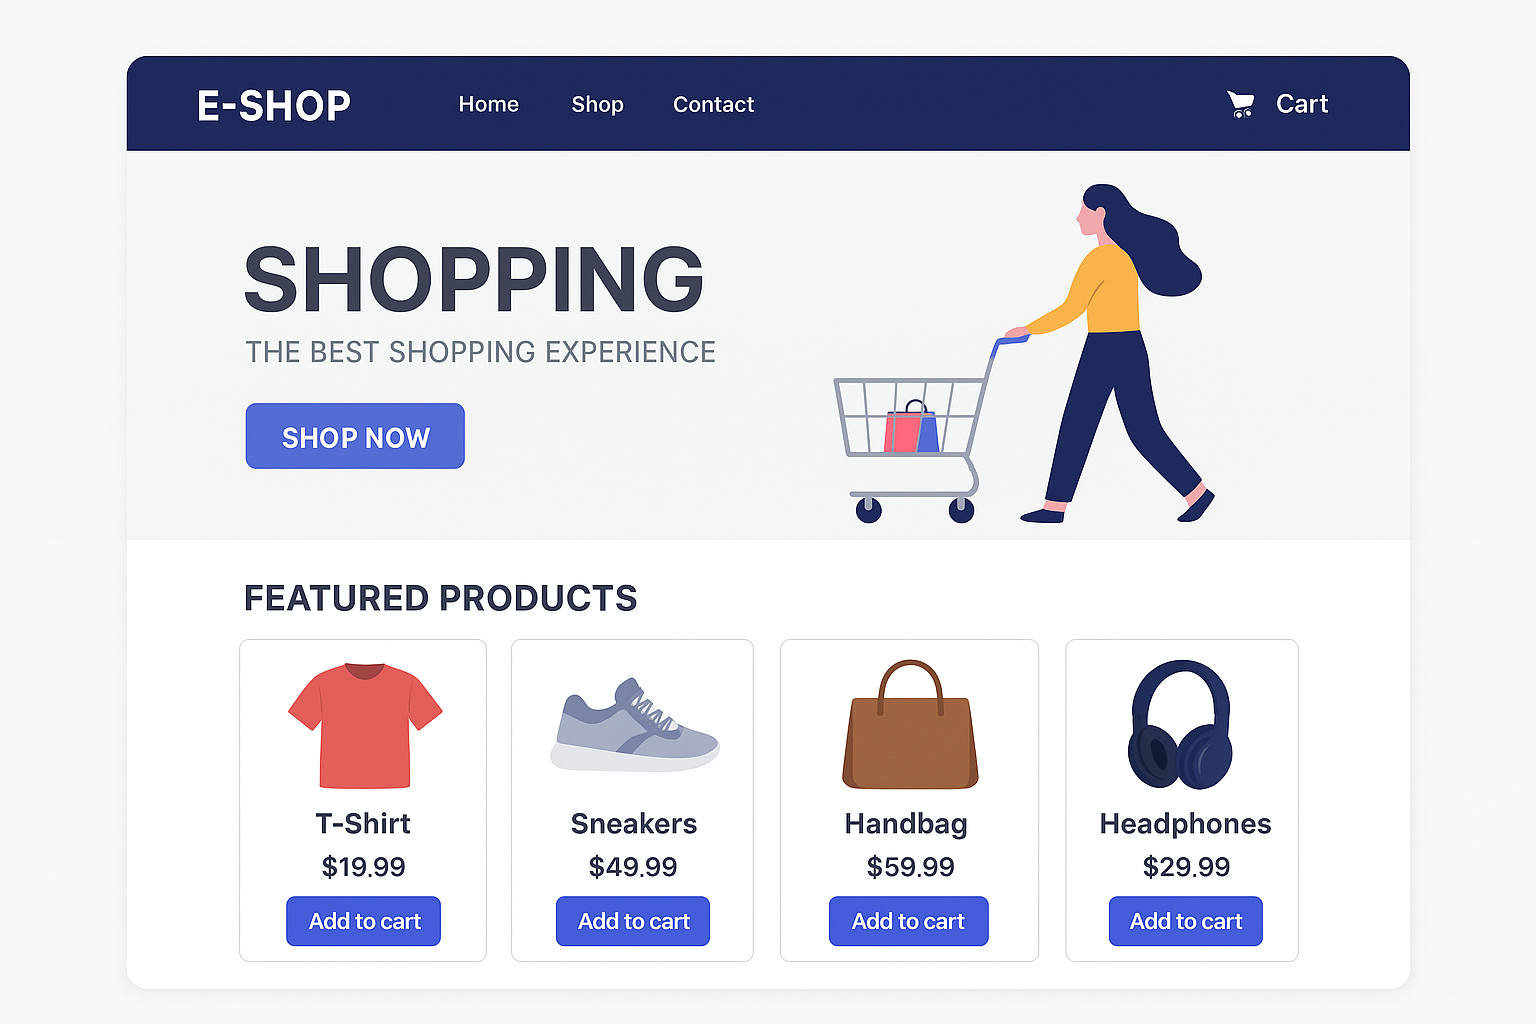 E-SHOP
Home
Shop
Contact
Cart
SHOPPING
THE BEST SHOPPING EXPERIENCE
SHOP NOW
FEATURED PRODUCTS
T-Shirt
$19.99
Add to cart
Sneakers
$49.99
Add to cart
Handbag
$59.99
Add to cart
Headphones
$29.99
Add to cart